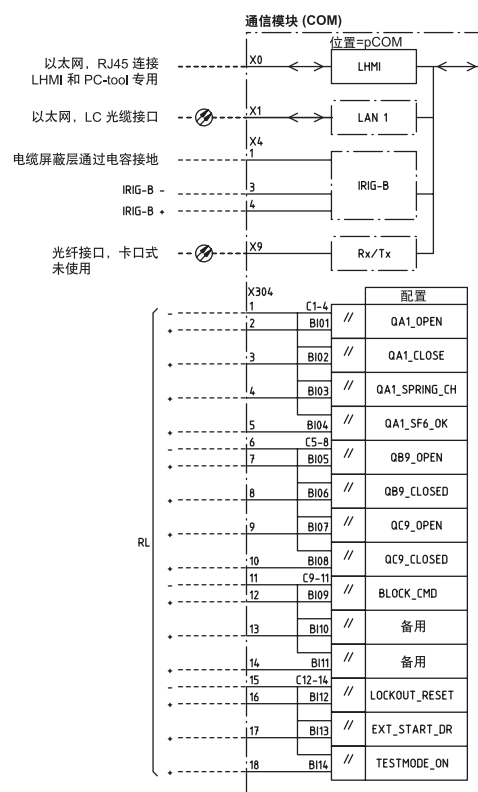 通信模块 (COM)
位置=pCOM
以太网，RJ45 连接 X0 LHMI
LHMI 和 PC-tool 专用
以太网，LC 光缆接口 X1 LAN 1
X4
电缆屏蔽层通过电容接地 1
IRIG-B - 3 IRIG-B
IRIG-B + 4
光纤接口，卡口式 X9 Rx/Tx
未使用
X304 配置
- 1 C1-4
+ 2 BI01 // QA1_OPEN
+ 3 BI02 // QA1_CLOSE
+ 4 BI03 // QA1_SPRING_CH
+ 5 BI04 // QA1_SF6_OK
- 6 C5-8
+ 7 BI05 // QB9_OPEN
+ 8 BI06 // QB9_CLOSED
+ 9 BI07 // QC9_OPEN
RL
+ 10 BI08 // QC9_CLOSED
- 11 C9-11
+ 12 BI09 // BLOCK_CMD
+ 13 BI10 // 备用
+ 14 BI11 // 备用
- 15 C12-14
+ 16 BI12 // LOCKOUT_RESET
+ 17 BI13 // EXT_START_DR
+ 18 BI14 // TESTMODE_ON